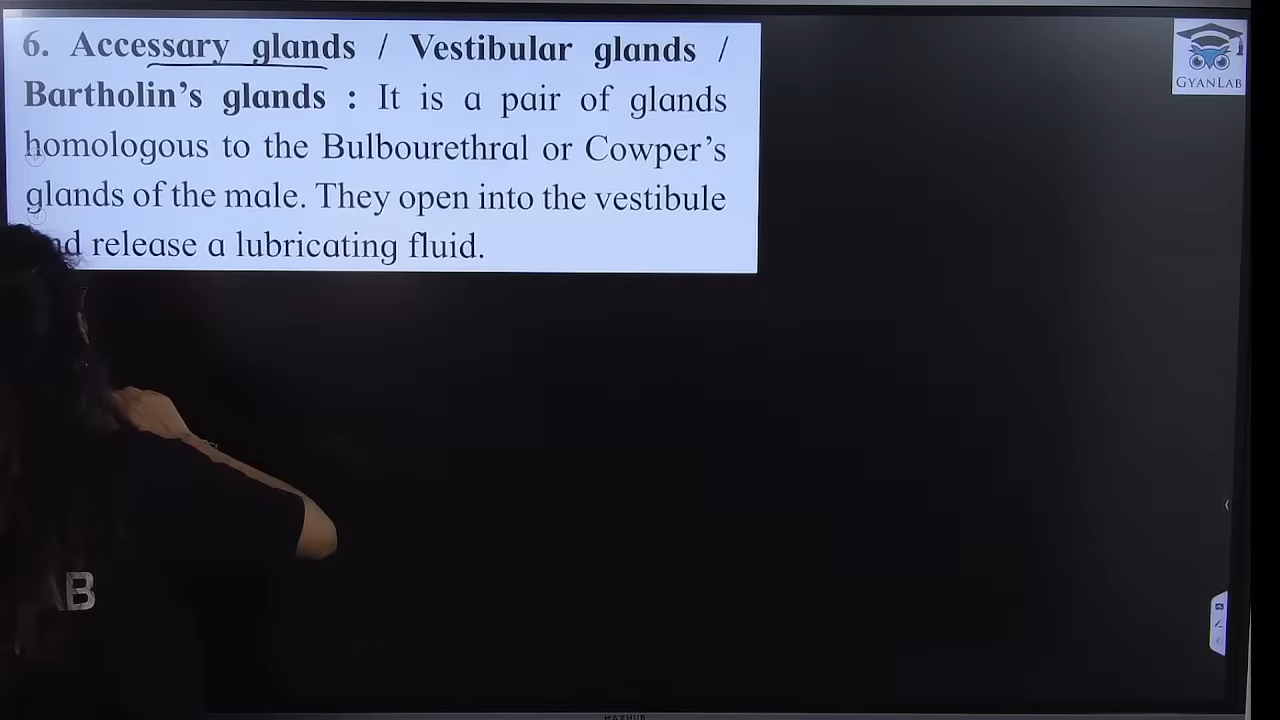 6. Accessary glands / Vestibular glands /
Bartholin's glands : It is a pair of glands
homologous to the Bulbourethral or Cowper's
glands of the male. They open into the vestibule
release a lubricating fluid.
GYANLAB
B
MAXHUB